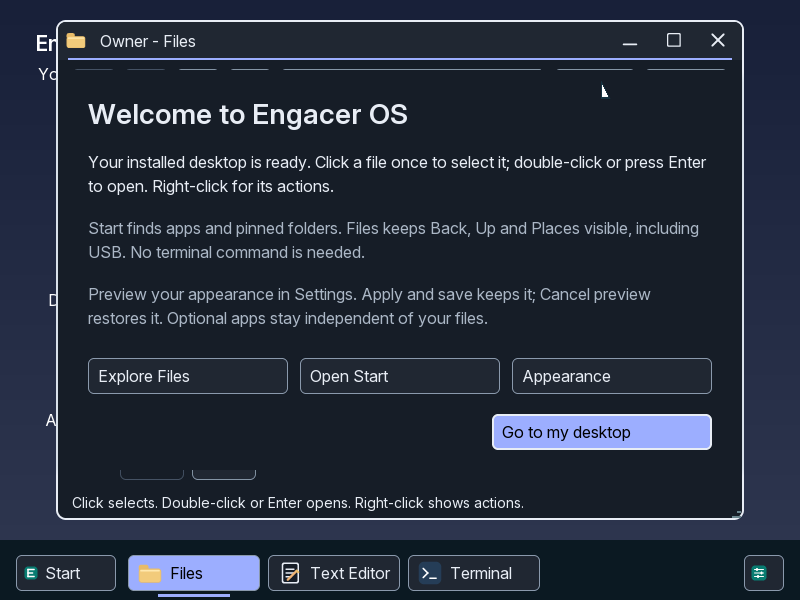 Owner - Files
Welcome to Engacer OS
Your installed desktop is ready. Click a file once to select it; double-click or press Enter
to open. Right-click for its actions.
Start finds apps and pinned folders. Files keeps Back, Up and Places visible, including
USB. No terminal command is needed.
Preview your appearance in Settings. Apply and save keeps it; Cancel preview
restores it. Optional apps stay independent of your files.
Explore Files
Open Start
Appearance
Go to my desktop
Click selects. Double-click or Enter opens. Right-click shows actions.
E Start
Files
Text Editor
Terminal